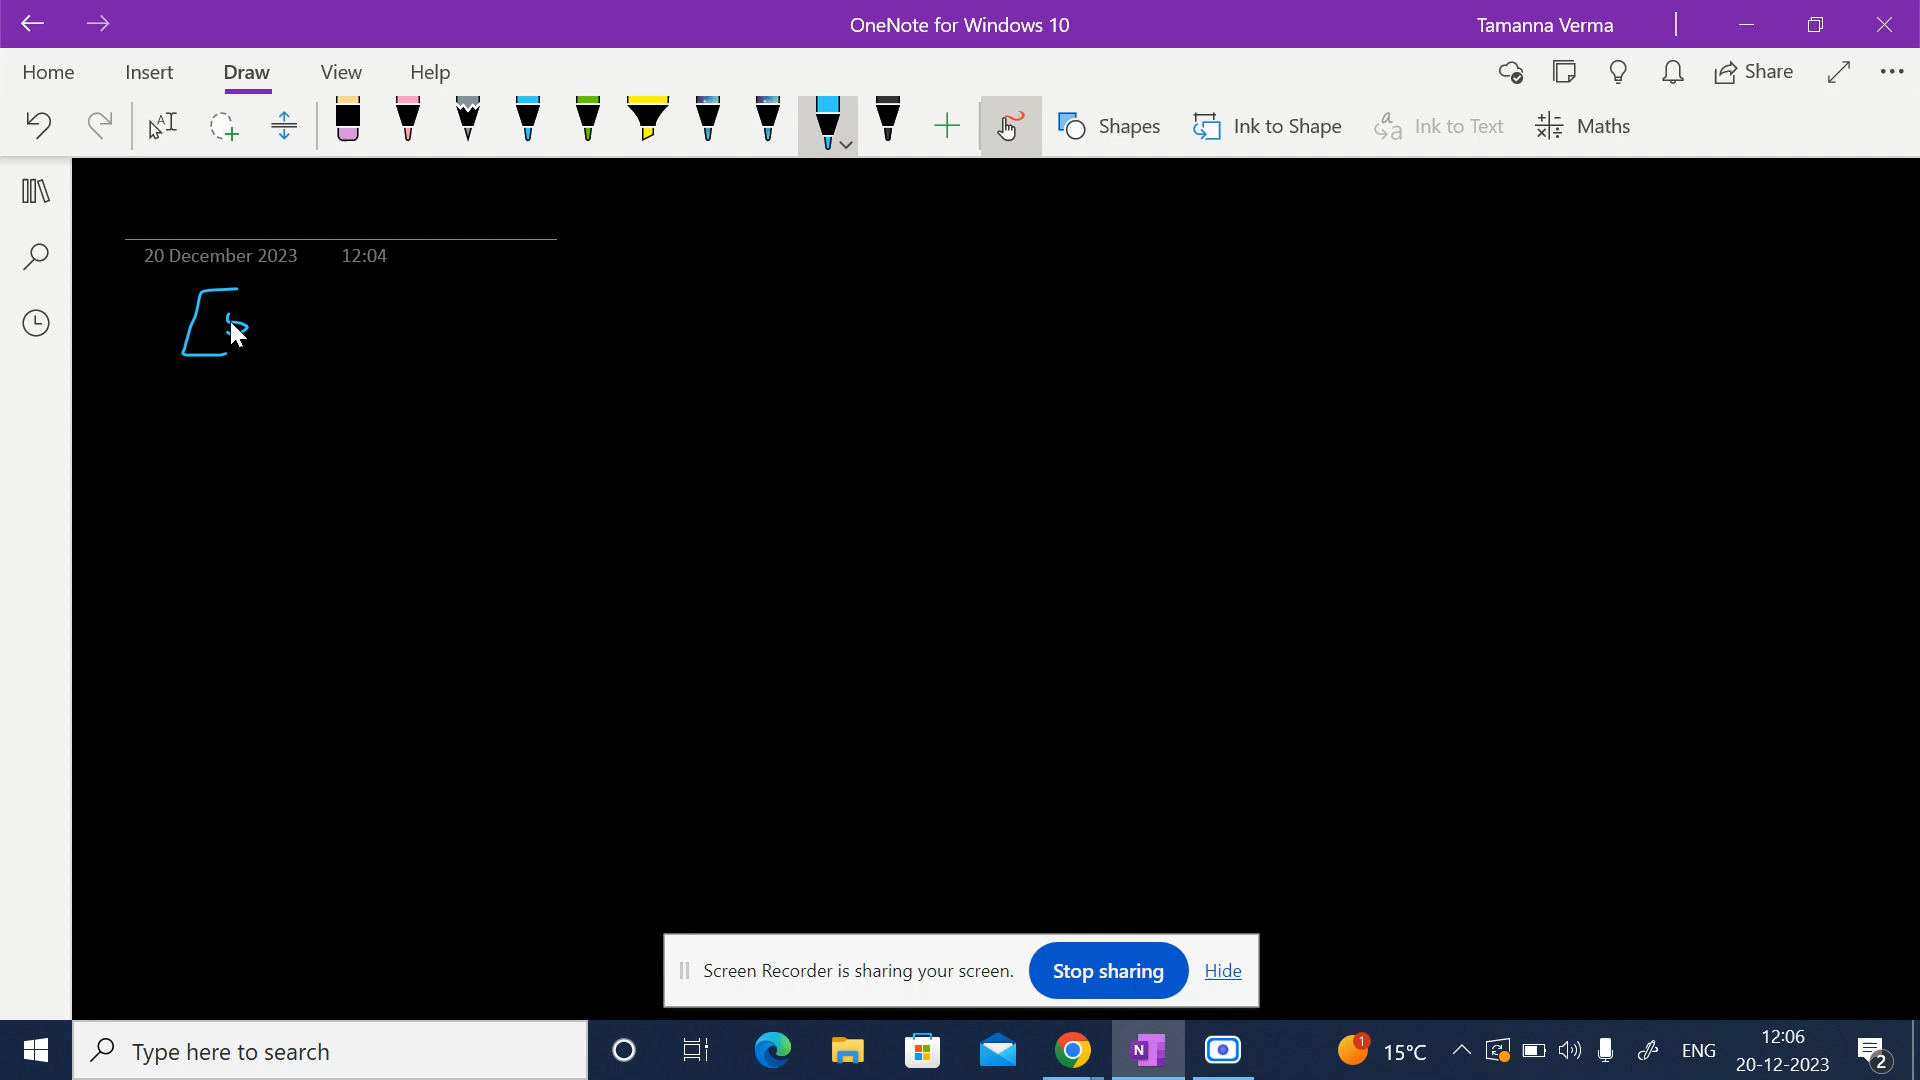 OneNote for Windows 10
Tamanna Verma
Home Insert Draw View Help
Share
Shapes Ink to Shape Ink to Text Maths
20 December 2023 12:04
Screen Recorder is sharing your screen. Stop sharing Hide
Type here to search
1 15°C ENG 12:06
20-12-2023
2